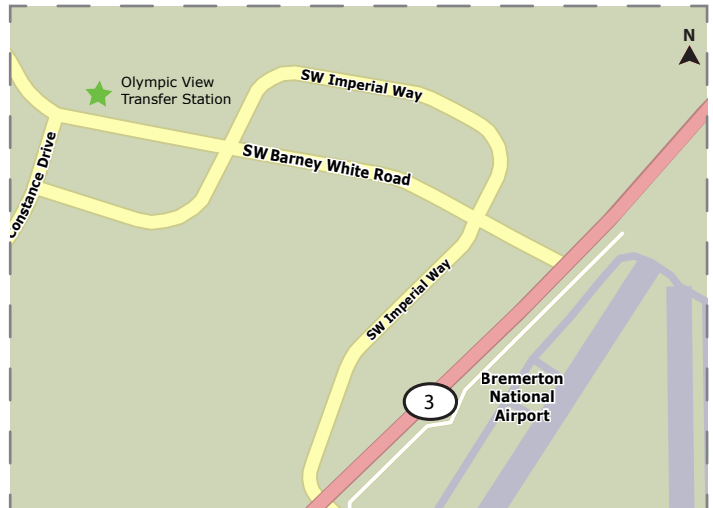 N
Olympic View
Transfer Station
SW Imperial Way
SW Barney White Road
Constance Drive
SW Imperial Way
3
Bremerton
National
Airport